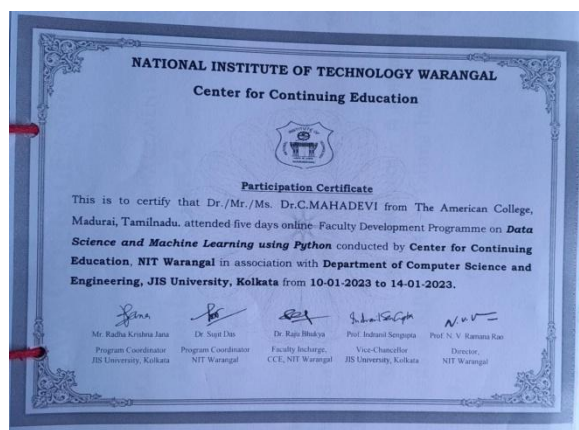 NATIONAL INSTITUTE OF TECHNOLOGY WARANGAL
Center for Continuing Education
INSTITUTE OF
Participation Certificate
This is to certify that Dr./Mr./Ms. Dr.C.MAHADEVI from The American College,
Madurai, Tamilnadu. attended five days online Faculty Development Programme on Data
Science and Machine Learning using Python conducted by Center for Continuing
Education, NIT Warangal in association with Department of Computer Science and
Engineering, JIS University, Kolkata from 10-01-2023 to 14-01-2023.
Mr. Radha Krishna Jana Dr. Sujit Das Dr. Raju Bhukya Prof. Indranil Sengupta Prof. N. V. Ramana Rao
Program Coordinator Program Coordinator Faculty Incharge, Vice-Chancellor Director,
JIS University, Kolkata NIT Warangal CCE, NIT Warangal JIS University, Kolkata NIT Warangal